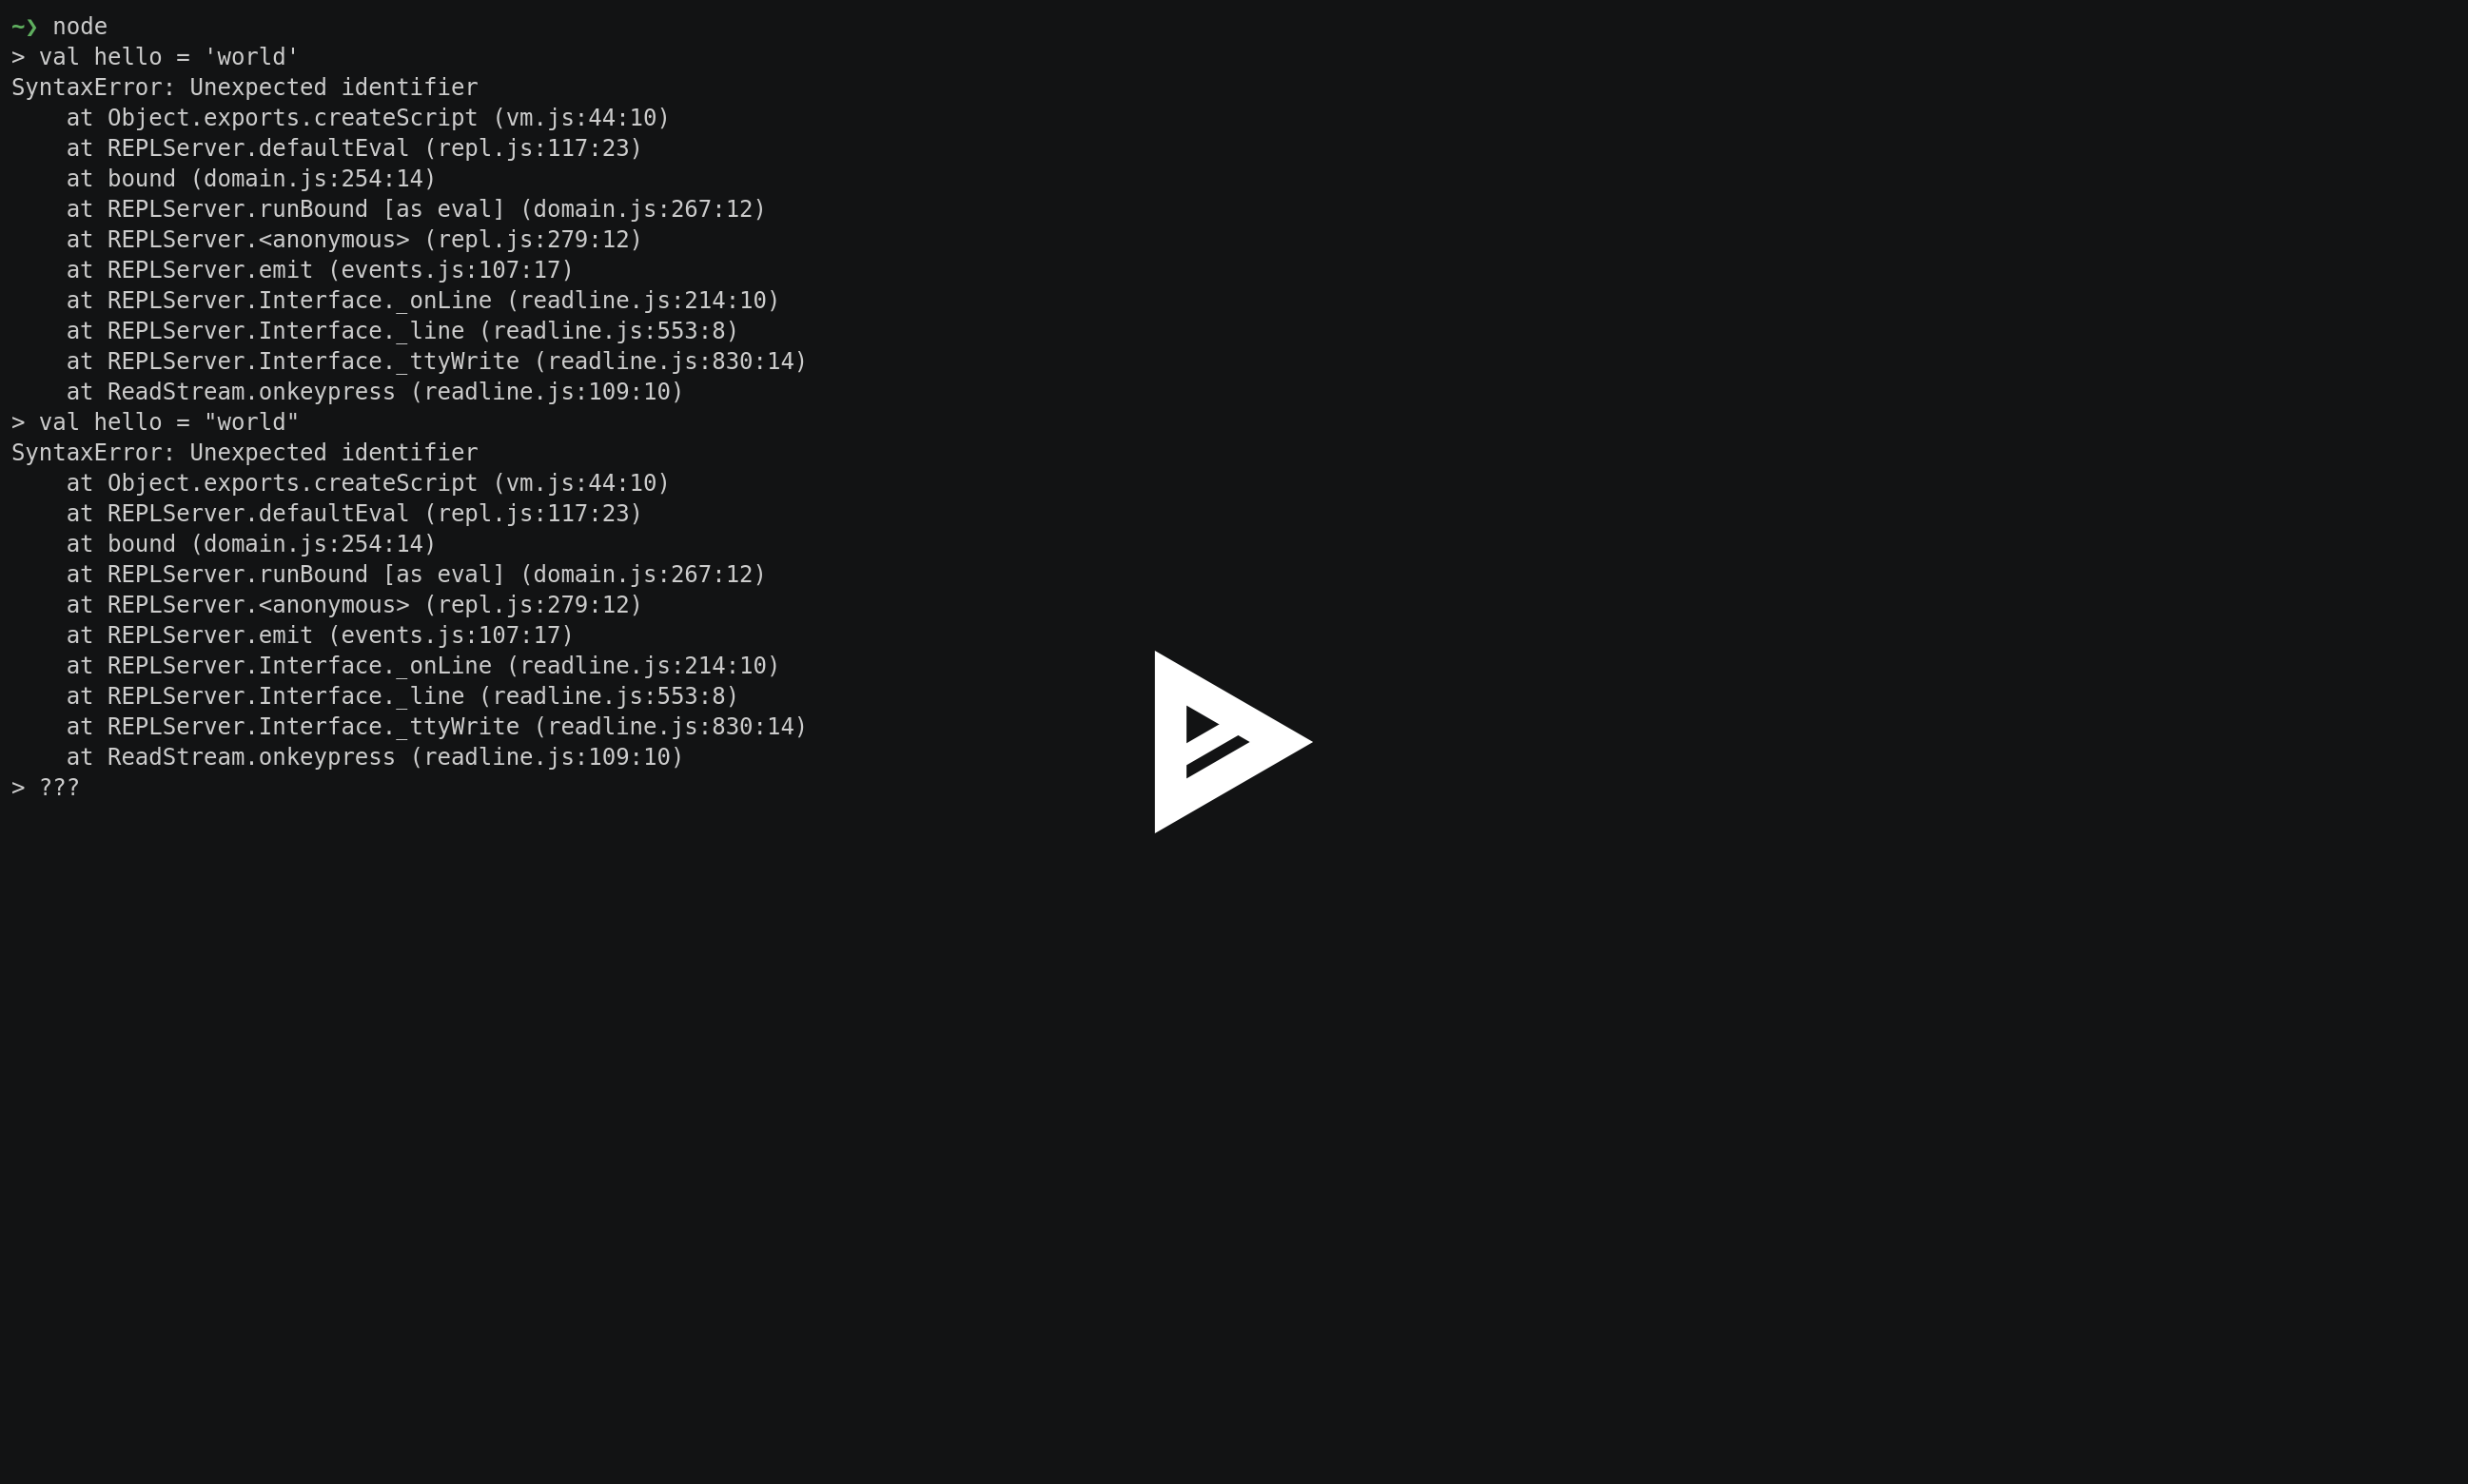 ~❯ node
> val hello = 'world'
SyntaxError: Unexpected identifier
    at Object.exports.createScript (vm.js:44:10)
    at REPLServer.defaultEval (repl.js:117:23)
    at bound (domain.js:254:14)
    at REPLServer.runBound [as eval] (domain.js:267:12)
    at REPLServer.<anonymous> (repl.js:279:12)
    at REPLServer.emit (events.js:107:17)
    at REPLServer.Interface._onLine (readline.js:214:10)
    at REPLServer.Interface._line (readline.js:553:8)
    at REPLServer.Interface._ttyWrite (readline.js:830:14)
    at ReadStream.onkeypress (readline.js:109:10)
> val hello = "world"
SyntaxError: Unexpected identifier
    at Object.exports.createScript (vm.js:44:10)
    at REPLServer.defaultEval (repl.js:117:23)
    at bound (domain.js:254:14)
    at REPLServer.runBound [as eval] (domain.js:267:12)
    at REPLServer.<anonymous> (repl.js:279:12)
    at REPLServer.emit (events.js:107:17)
    at REPLServer.Interface._onLine (readline.js:214:10)
    at REPLServer.Interface._line (readline.js:553:8)
    at REPLServer.Interface._ttyWrite (readline.js:830:14)
    at ReadStream.onkeypress (readline.js:109:10)
> ???